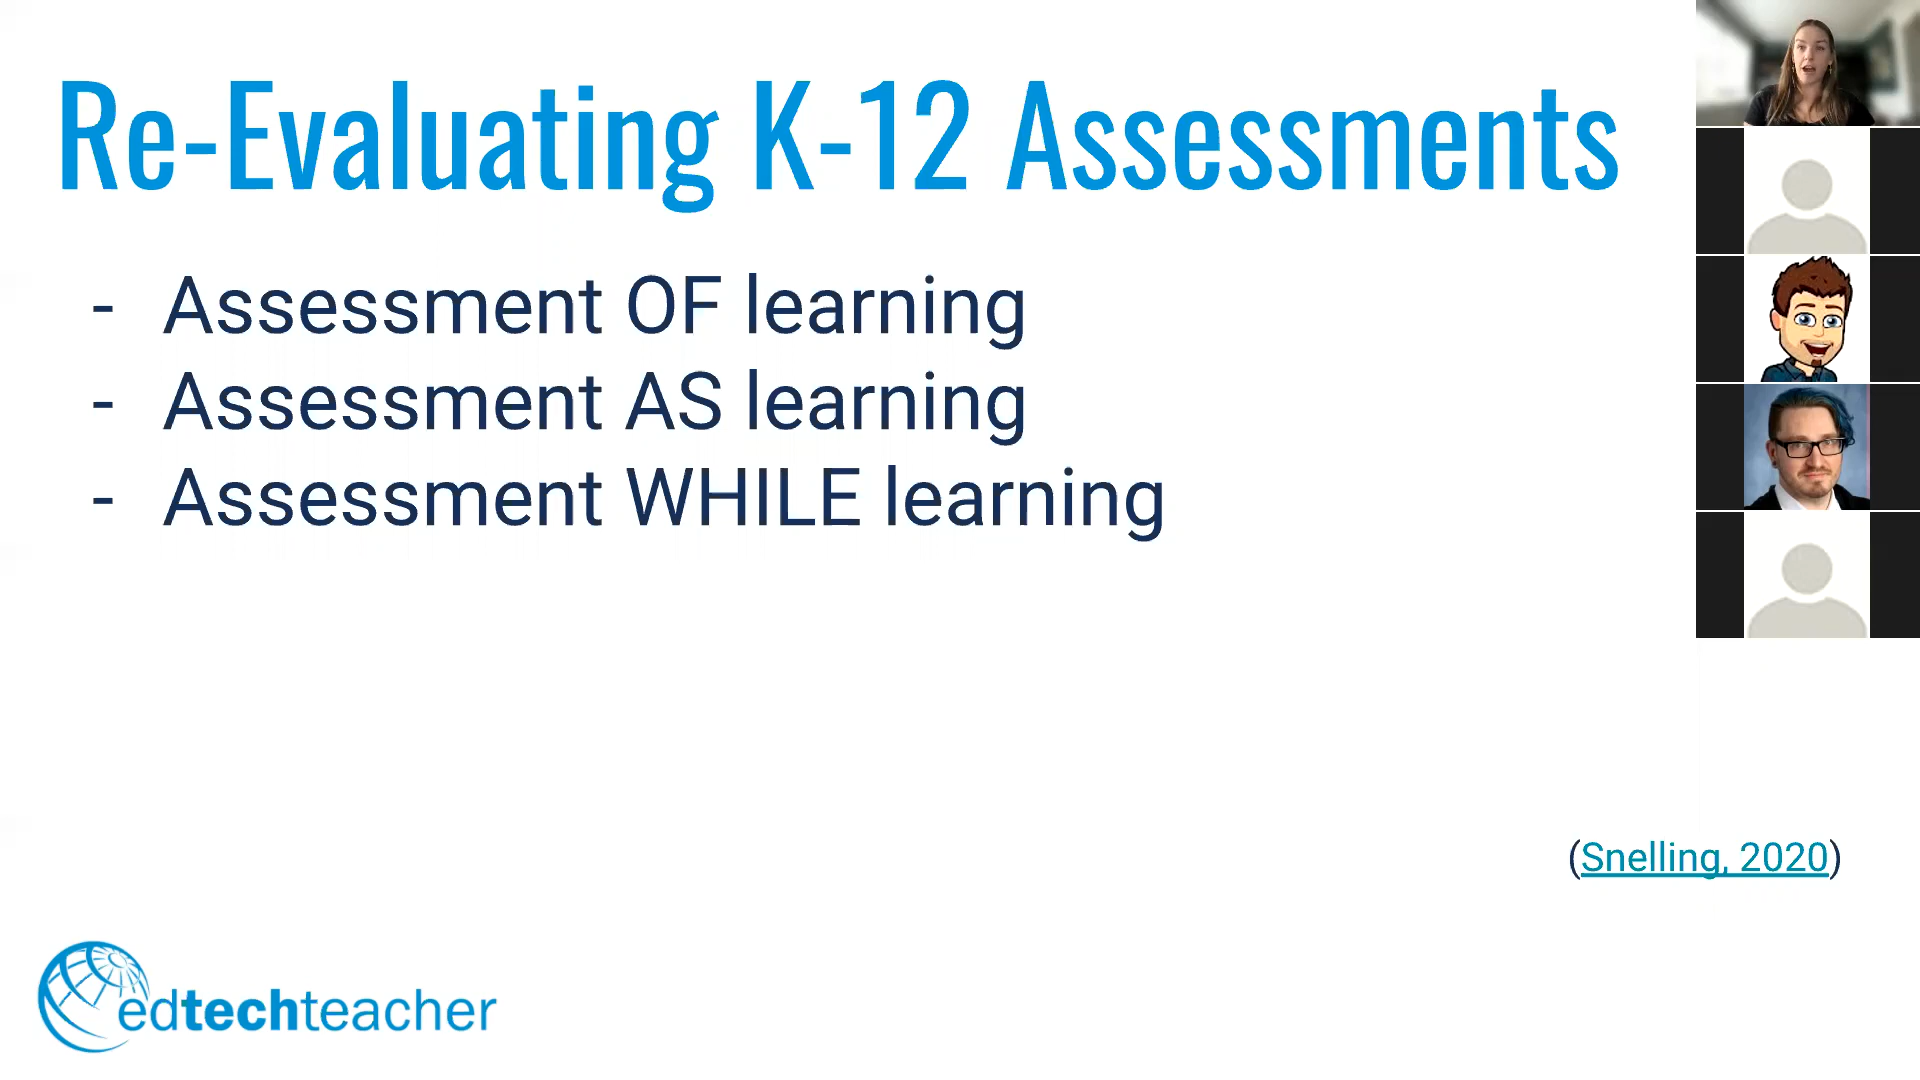 Re-Evaluating K-12 Assessments
- Assessment OF learning
- Assessment AS learning
- Assessment WHILE learning
(Snelling, 2020)
edtechteacher